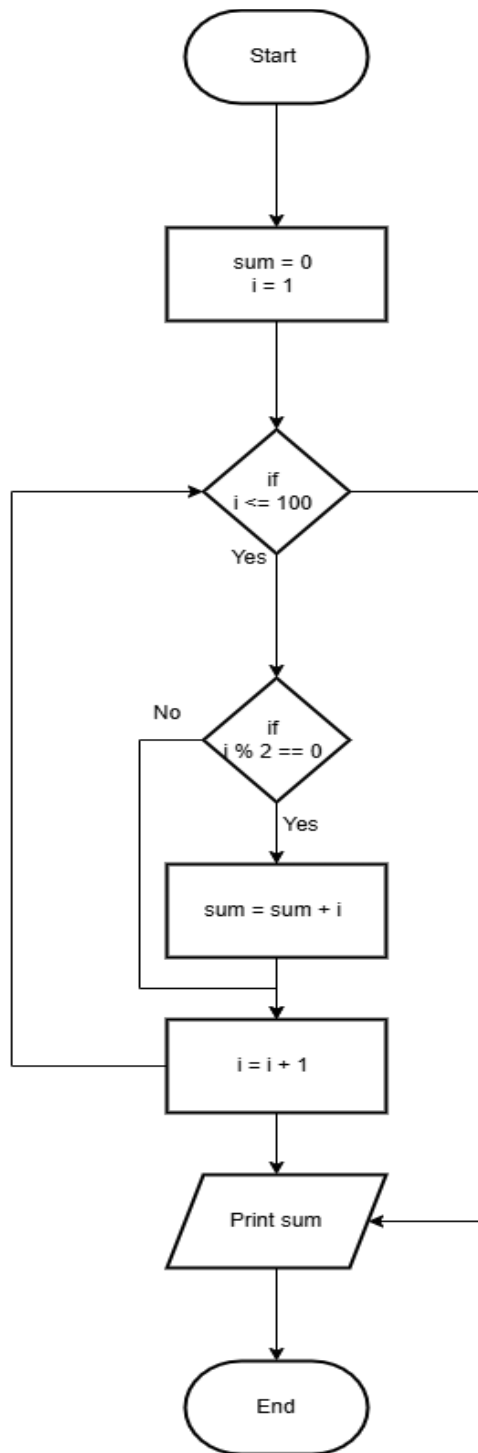 Start
sum = 0
i = 1
if
i <= 100
Yes
No
if
i % 2 == 0
Yes
sum = sum + i
i = i + 1
Print sum
End